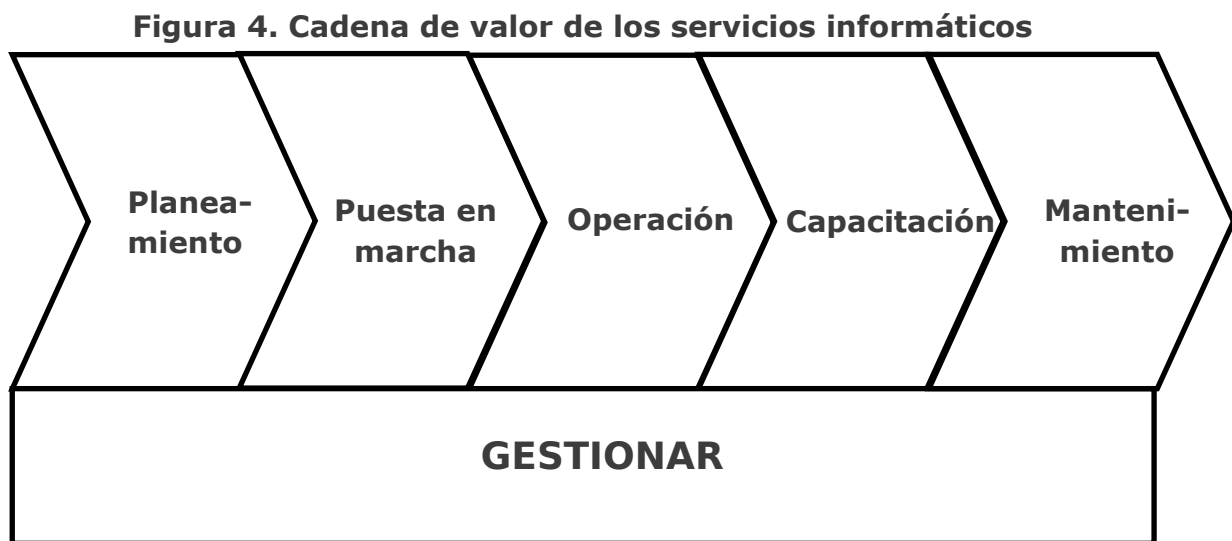 Figura 4. Cadena de valor de los servicios informáticos
Planea-
miento
Puesta en
marcha
Operación
Capacitación
Manteni-
miento
GESTIONAR